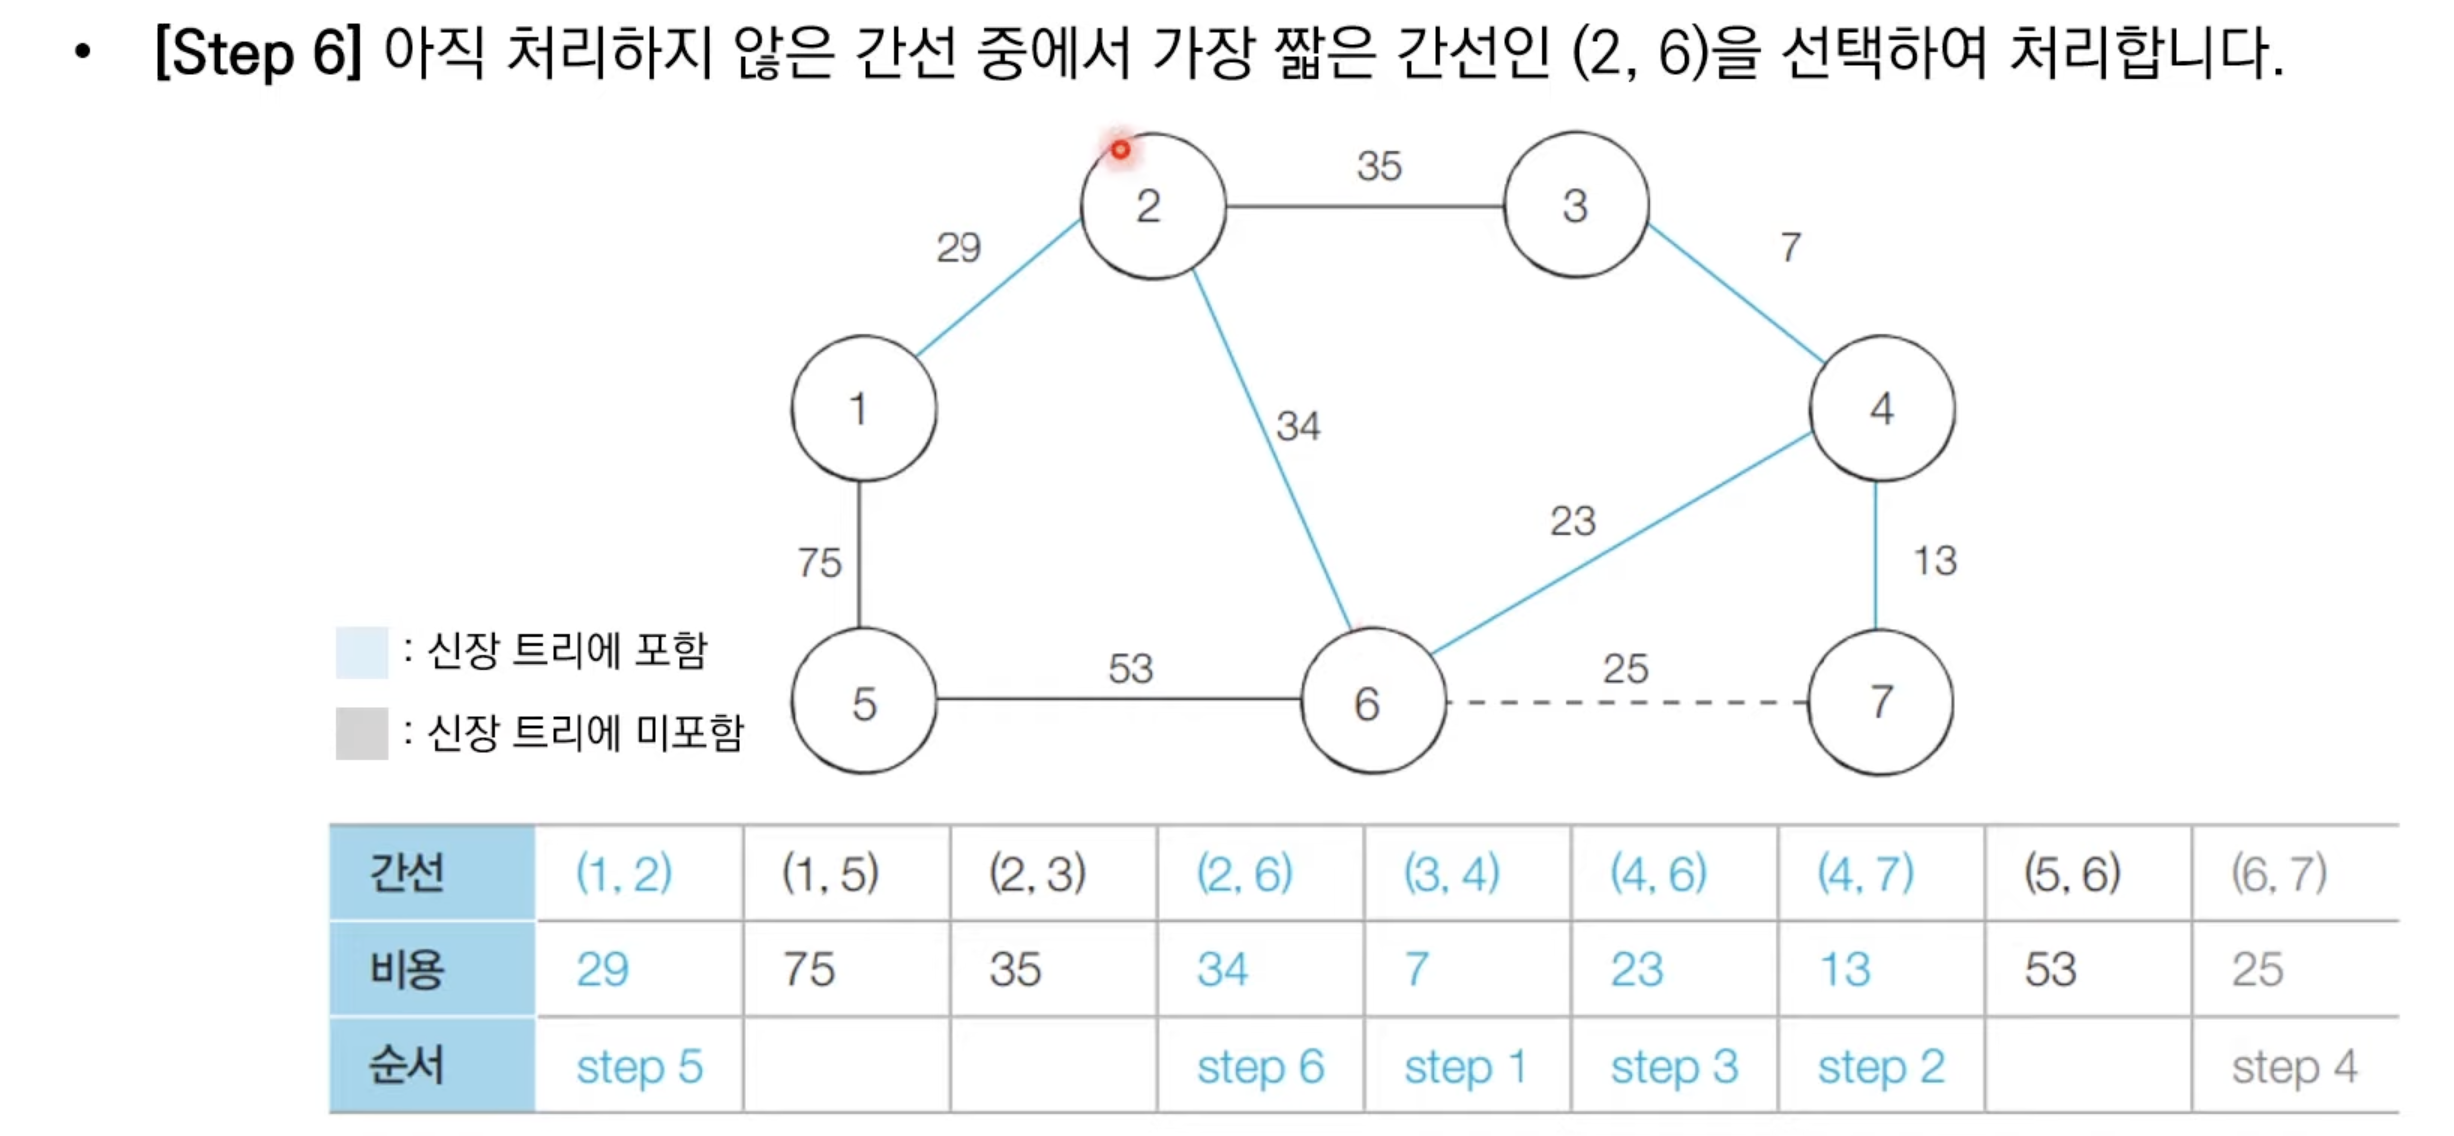 • [Step 6] 아직 처리하지 않은 간선 중에서 가장 짧은 간선인 (2, 6)을 선택하여 처리합니다.
2 35 3
29 7
1 34 4
23
75 13
: 신장 트리에 포함
5 53 6 25 7
: 신장 트리에 미포함
간선 (1, 2) (1, 5) (2, 3) (2, 6) (3, 4) (4, 6) (4, 7) (5, 6) (6, 7)
비용 29 75 35 34 7 23 13 53 25
순서 step 5 step 6 step 1 step 3 step 2 step 4